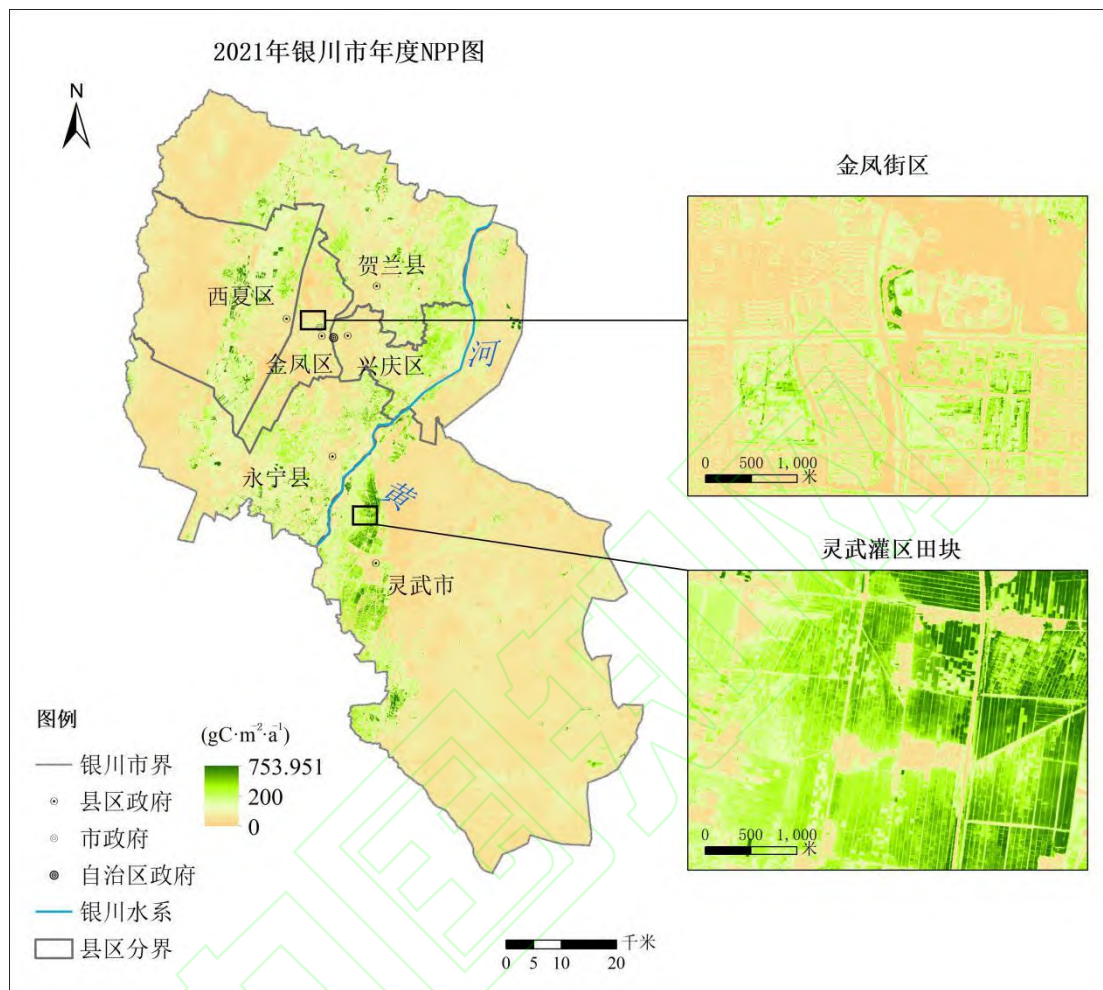 2021年银川市年度NPP图
N
金凤街区
贺兰县
西夏区
金凤区
兴庆区
河
永宁县
黄
灵武市
0 500 1,000
米
灵武灌区田块
0 500 1,000
米
图例
银川市界
县区政府
市政府
自治区政府
银川水系
县区分界
(gC·m⁻²·a⁻¹)
753.951
200
0
千米
0 5 10 20